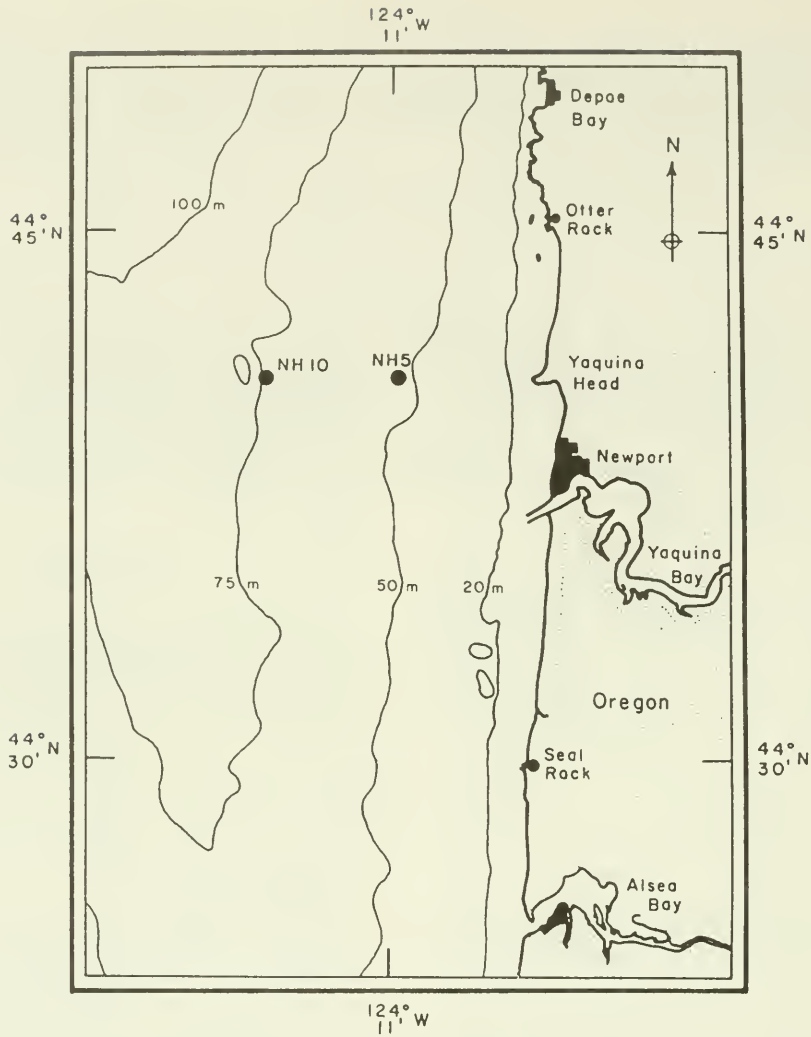 124°
11' W
Depoe
Bay
N
100 m
44°
45' N
Otter
Rock
44°
45' N
NH 10
NH5
Yaquina
Head
Newport
75 m
50 m
20 m
Yaquina
Bay
Oregon
44°
30' N
Seal
Rock
44°
30' N
Alsea
Bay
124°
11' W